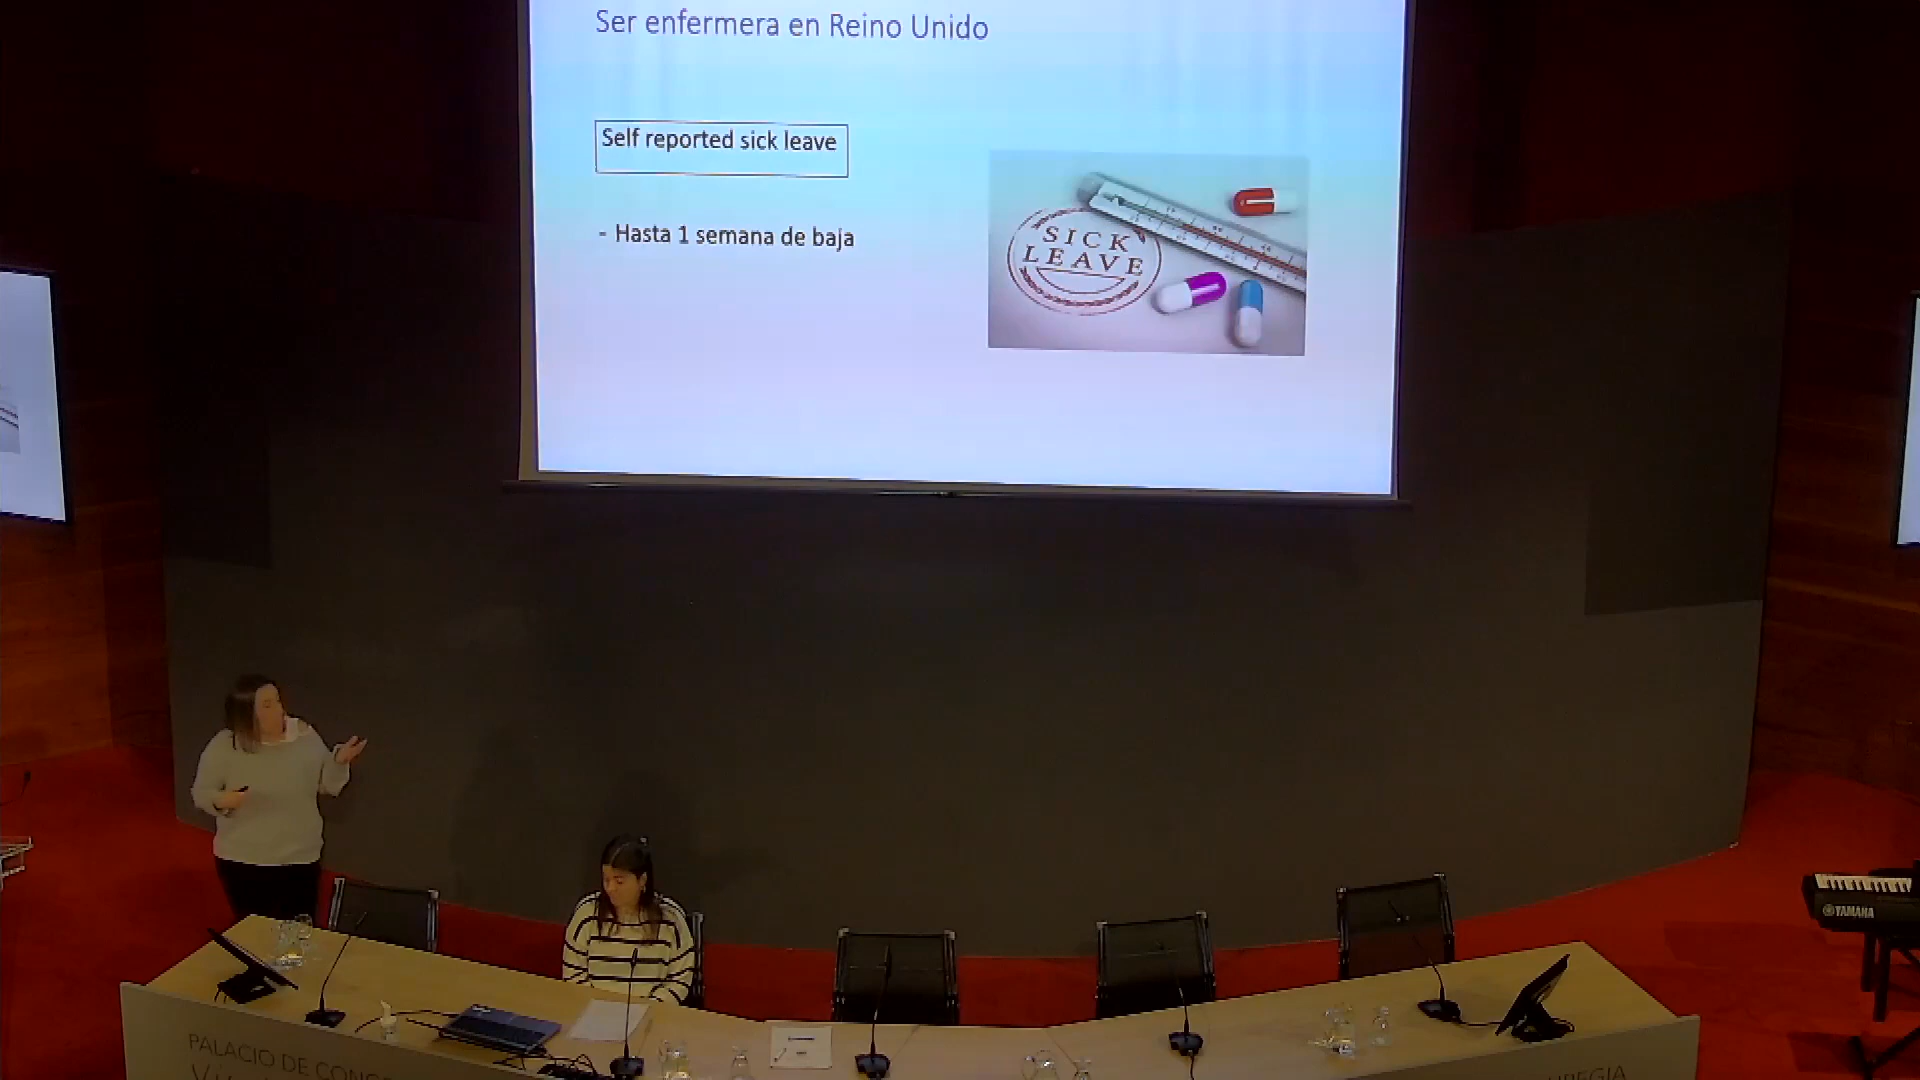 Ser enfermera en Reino Unido
Self reported sick leave
- Hasta 1 semana de baja
SICK
LEAVE
YAMAHA
PALACIO DE